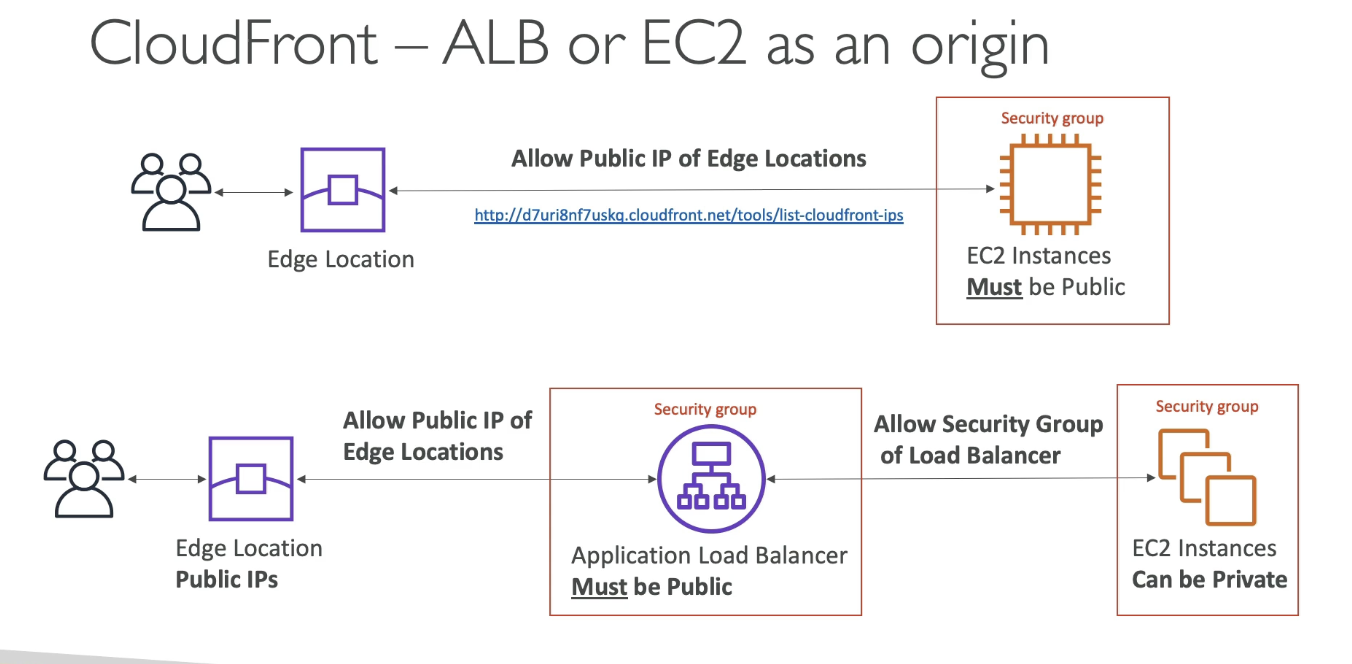 CloudFront – ALB or EC2 as an origin
Security group
Allow Public IP of Edge Locations
http://d7uri8nf7uskq.cloudfront.net/tools/list-cloudfront-ips
Edge Location
EC2 Instances
Must be Public
Allow Public IP of
Edge Locations
Security group
Allow Security Group
of Load Balancer
Security group
Edge Location
Public IPs
Application Load Balancer
Must be Public
EC2 Instances
Can be Private